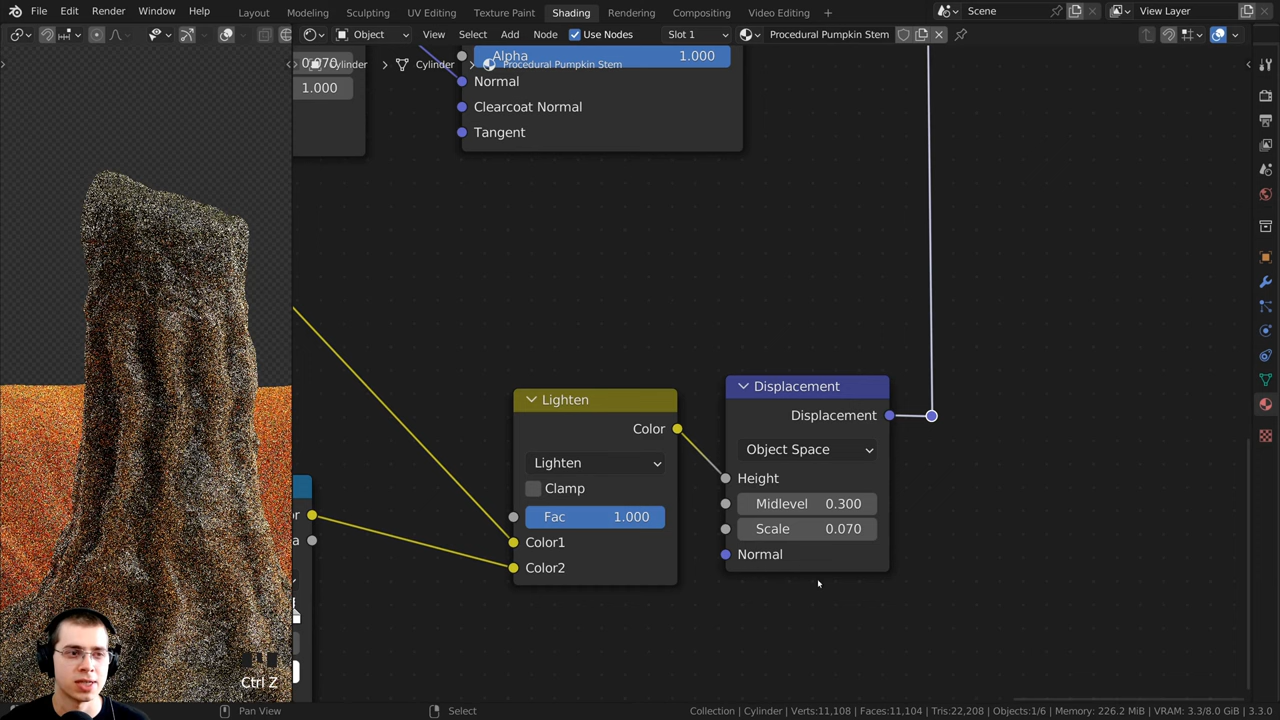 File Edit Render Window Help Layout Modeling Sculpting UV Editing Texture Paint Shading Rendering Compositing Video Editing Scene View Layer
Object View Select Add Node Use Nodes Slot 1 Procedural Pumpkin Stem
Cylinder > Cylinder > Procedural Pumpkin Stem
0.070
1.000
Alpha 1.000
Normal
Clearcoat Normal
Tangent
Lighten
Color
Lighten
Clamp
Fac 1.000
Color1
Color2
Displacement
Displacement
Object Space
Height
Midlevel 0.300
Scale 0.070
Normal
Ctrl Z
Pan View Select Collection | Cylinder | Verts:11,108 | Faces:11,104 | Tris:22,208 | Objects:1/6 | Memory: 226.2 MiB | VRAM: 3.3/8.0 GiB | 3.3.0